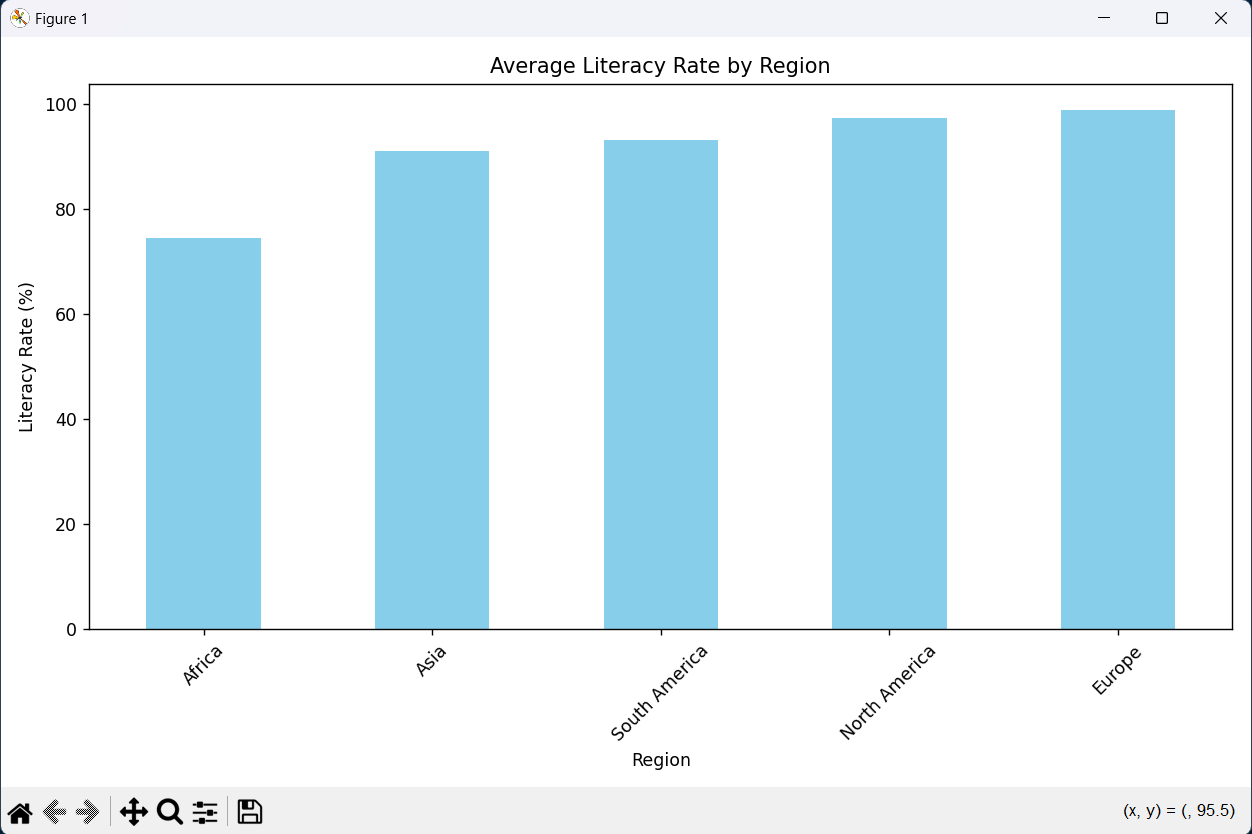 Figure 1
Average Literacy Rate by Region
Literacy Rate (%)
100
80
60
40
20
0
Africa
Asia
South America
North America
Europe
Region
(x, y) = (, 95.5)